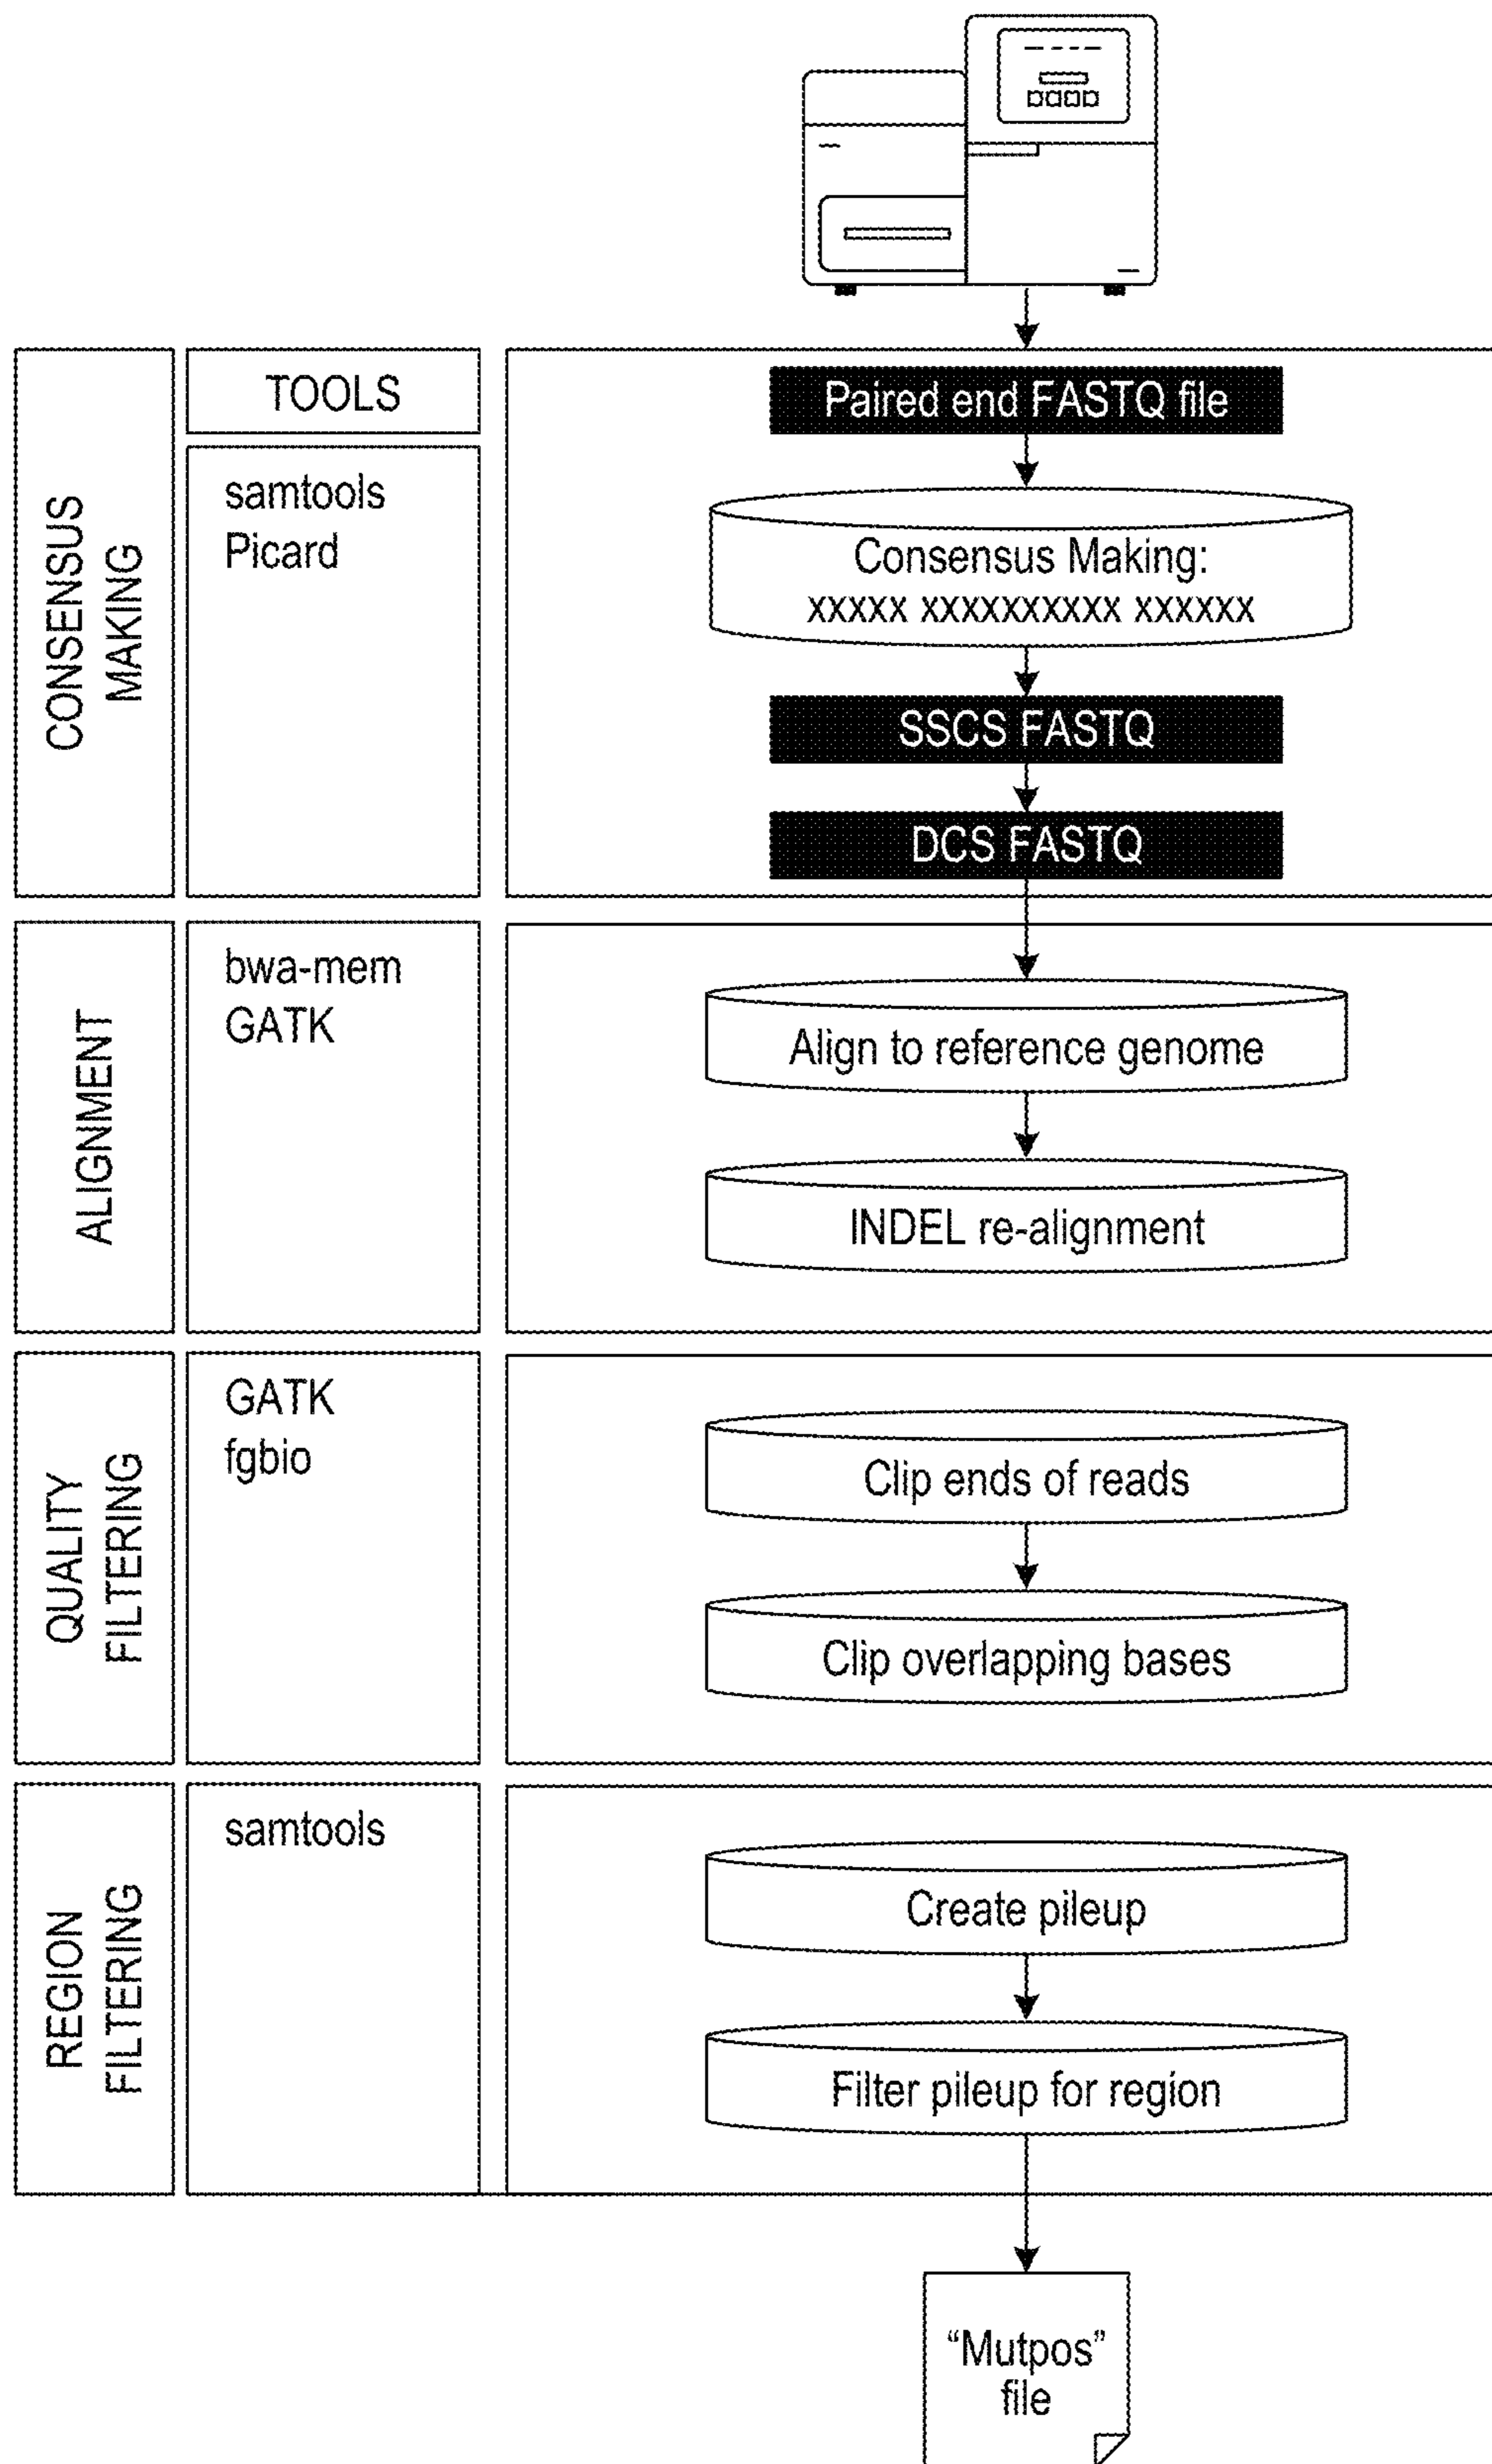 CONSENSUS
MAKING
TOOLS
samtools
Picard
Paired end FASTQ file
Consensus Making:
xxxxx xxxxxxxxxx xxxxxx
SSCS FASTQ
DCS FASTQ
ALIGNMENT
bwa-mem
GATK
Align to reference genome
INDEL re-alignment
QUALITY
FILTERING
GATK
fgbio
Clip ends of reads
Clip overlapping bases
REGION
FILTERING
samtools
Create pileup
Filter pileup for region
“Mutpos”
file